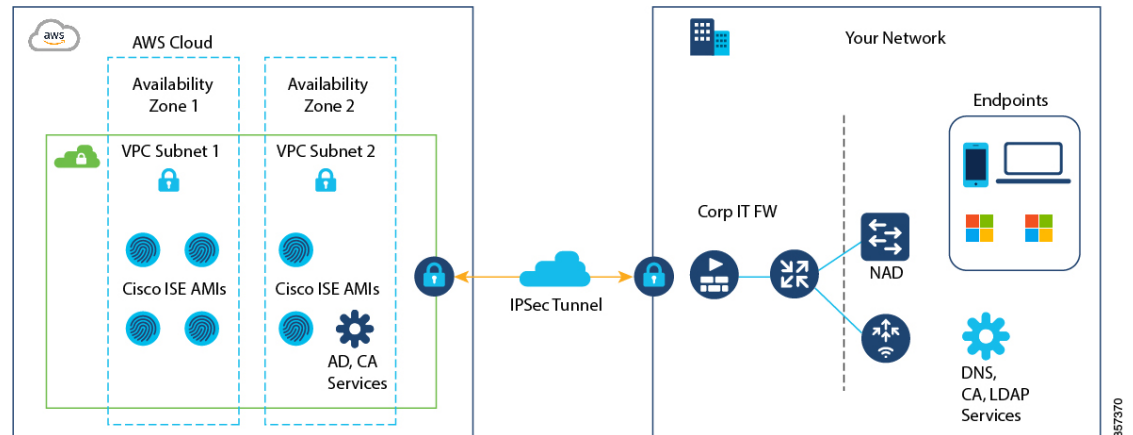 aws
AWS Cloud
Availability
Zone 1
Availability
Zone 2
VPC Subnet 1
VPC Subnet 2
Cisco ISE AMIs
Cisco ISE AMIs
AD, CA
Services
IPSec Tunnel
Your Network
Corp IT FW
NAD
Endpoints
DNS,
CA, LDAP
Services
357370